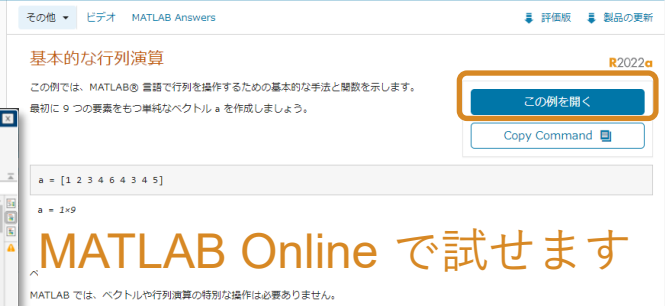 その他 ビデオ MATLAB Answers 評価版 製品の更新
基本的な行列演算
R2022a
この例では、MATLAB® 言語で行列を操作するための基本的な手法と関数を示します。
最初に 9 つの要素をもつ単純なベクトル a を作成しましょう。
この例を開く
Copy Command
a = [1 2 3 4 6 4 3 4 5]
a = 1×9
MATLAB Online で試せます
MATLAB では、ベクトルや行列演算の特別な操作は必要ありません。